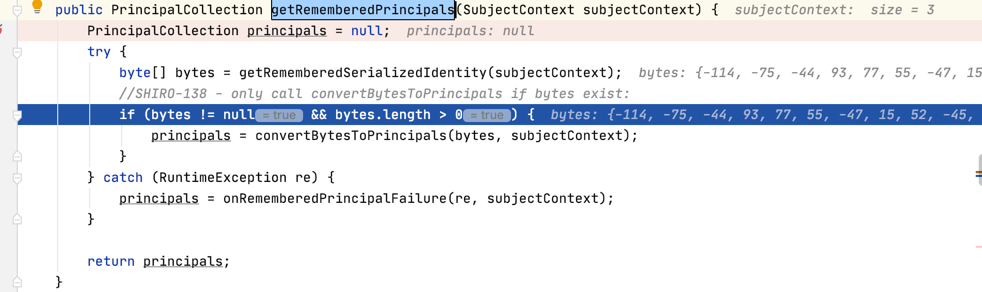 public PrincipalCollection getRememberedPrincipals(SubjectContext subjectContext) {  subjectContext:  size = 3
    PrincipalCollection principals = null;  principals: null
    try {
        byte[] bytes = getRememberedSerializedIdentity(subjectContext);  bytes: {-114, -75, -44, 93, 77, 55, -47, 15
        //SHIRO-138 - only call convertBytesToPrincipals if bytes exist:
        if (bytes != null = true && bytes.length > 0 = true ) {  bytes: {-114, -75, -44, 93, 77, 55, -47, 15, 52, -45,
            principals = convertBytesToPrincipals(bytes, subjectContext);
        }
    } catch (RuntimeException re) {
        principals = onRememberedPrincipalFailure(re, subjectContext);
    }
    return principals;
}